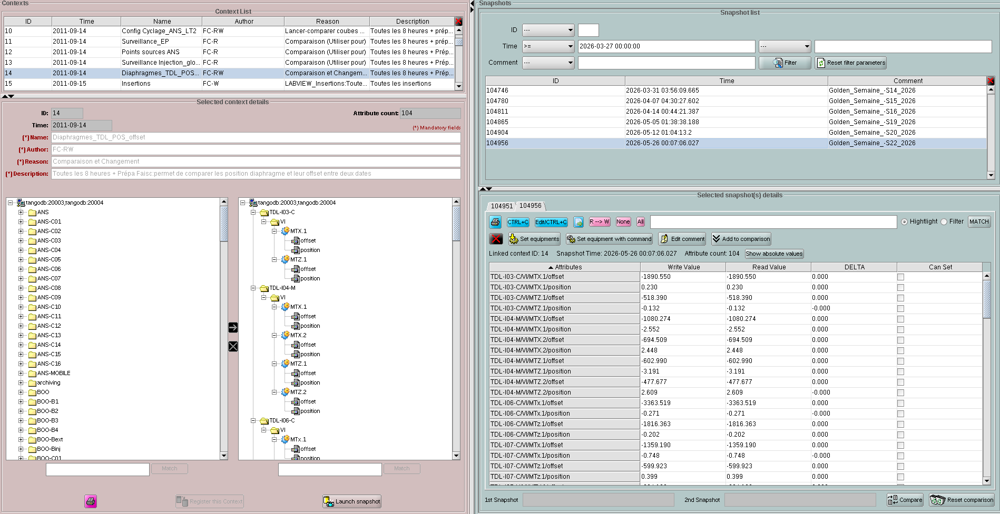 Contexts
Context List
ID Time Name Author Reason Description
10 2011-09-14 Config Cyclage_ANS_LT2 FC-RW Lancer-comparer coubes ... Toutes les 8 heures + prép...
11 2011-09-14 Surveillance_EP FC-R Comparaison (Utiliser pour) Toutes les 8 heures + prép...
12 2011-09-14 Points sources ANS FC-R Comparaison (Utiliser pour) Toutes les 8 heures + Prép...
13 2011-09-14 Surveillance Injection_glo... FC-R Comparaison (Utiliser pour) Toutes les 8 heures + Prép...
14 2011-09-14 Diaphragmes_TDL_POS... FC-RW Comparaison et Changem... Toutes les 8 heures + Prép...
15 2011-09-15 Insertions FC-W LABVIEW_Insertions:Toute... Toutes les insertions
Selected context details
ID: 14 Attribute count: 104
Time: 2011-09-14
(*) Mandatory fields
(*) Name: Diaphragmes_TDL_POS_offset
(*) Author: FC-RW
(*) Reason: Comparaison et Changement
(*) Description: Toutes les 8 heures + Prépa Faisc:permet de comparer les position diaphragme et leur offset entre deux dates
tangodb:20003,tangodb:20004
ANS
ANS-C01
ANS-C02
ANS-C03
ANS-C04
ANS-C05
ANS-C06
ANS-C07
ANS-C08
ANS-C09
ANS-C10
ANS-C11
ANS-C12
ANS-C13
ANS-C14
ANS-C15
ANS-C16
ANS-MOBILE
archiving
BOO
BOO-B1
BOO-B2
BOO-B3
BOO-B4
BOO-Bext
BOO-Binj
BOO-C01
Match
tangodb:20003,tangodb:20004
TDL-I03-C
VI
MTX.1
offset
position
MTZ.1
offset
position
TDL-I04-M
VI
MTX.1
offset
position
MTX.2
offset
position
MTZ.1
offset
position
MTZ.2
offset
position
TDL-I06-C
VI
MTx.1
offset
position
Match
Register this Context
Launch snapshot
Snapshots
Snapshot list
ID ---
Time >= 2026-03-27 00:00:00 ---
Comment --- Filter Reset filter parameters
ID Time Comment
104746 2026-03-31 03:56:09.665 Golden_Semaine_-S14_2026
104780 2026-04-07 04:30:27.602 Golden_Semaine_-S15_2026
104811 2026-04-14 00:44:21.387 Golden_Semaine_-S16_2026
104865 2026-05-05 01:38:38.188 Golden_Semaine_-S19_2026
104904 2026-05-12 01:04:13.2 Golden_Semaine_-S20_2026
104956 2026-05-26 00:07:06.027 Golden_Semaine_-S22_2026
Selected snapshot(s) details
104951 104956
CTRL+C Edit/CTRL+C R --> W None All Hightlight Filter MATCH
Set equipments Set equipment with command Edit comment Add to comparison
Linked context ID: 14 Snapshot Time: 2026-05-26 00:07:06.027 Attribute count: 104 Show absolute values
Attributes Write Value Read Value DELTA Can Set
TDL-I03-C/VI/MTX.1/offset -1890.550 -1890.550 0.000
TDL-I03-C/VI/MTX.1/position 0.230 0.230 0.000
TDL-I03-C/VI/MTZ.1/offset -518.390 -518.390 0.000
TDL-I03-C/VI/MTZ.1/position -0.132 -0.132 -0.000
TDL-I04-M/VI/MTX.1/offset -1080.274 -1080.274 0.000
TDL-I04-M/VI/MTX.1/position -2.552 -2.552 0.000
TDL-I04-M/VI/MTX.2/offset -694.509 -694.509 0.000
TDL-I04-M/VI/MTX.2/position 2.448 2.448 0.000
TDL-I04-M/VI/MTZ.1/offset -602.990 -602.990 0.000
TDL-I04-M/VI/MTZ.1/position -3.191 -3.191 0.000
TDL-I04-M/VI/MTZ.2/offset -477.677 -477.677 0.000
TDL-I04-M/VI/MTZ.2/position 2.609 2.609 -0.000
TDL-I06-C/VI/MTx.1/offset -3363.519 -3363.519 0.000
TDL-I06-C/VI/MTx.1/position -0.271 -0.271 -0.000
TDL-I06-C/VI/MTz.1/offset -1816.363 -1816.363 0.000
TDL-I06-C/VI/MTz.1/position -0.202 -0.202 0.000
TDL-I07-C/VI/MTx.1/offset -1359.190 -1359.190 0.000
TDL-I07-C/VI/MTx.1/position -0.748 -0.748 -0.000
TDL-I07-C/VI/MTz.1/offset -599.923 -599.923 0.000
TDL-I07-C/VI/MTz.1/position 0.399 0.399 0.000
1st Snapshot 2nd Snapshot Compare Reset comparison